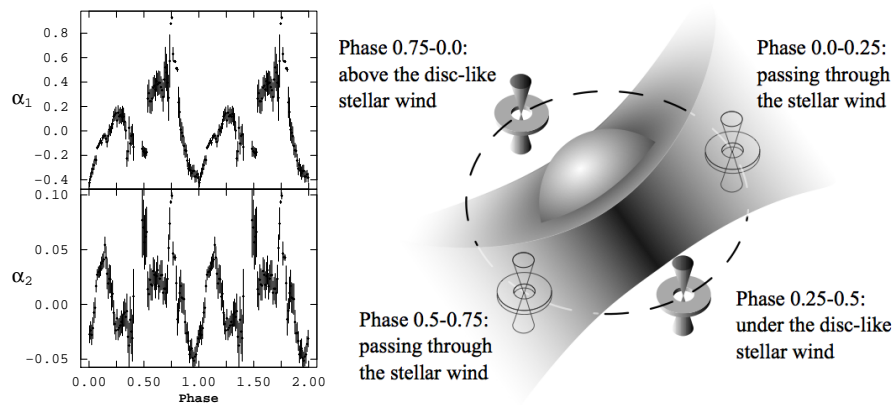 α1
0.8
0.6
0.4
0.2
0.0
−0.2
−0.4
α2
0.10
0.05
0.00
−0.05
0.00 0.50 1.00 1.50 2.00
Phase
Phase 0.75-0.0:
above the disc-like
stellar wind
Phase 0.0-0.25:
passing through
the stellar wind
Phase 0.5-0.75:
passing through
the stellar wind
Phase 0.25-0.5:
under the disc-like
stellar wind